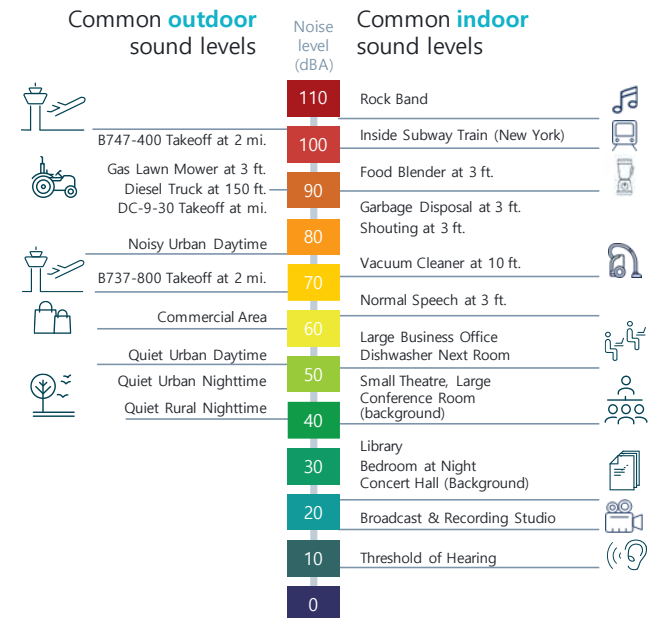 Common outdoor
sound levels
Noise
level
(dBA)
Common indoor
sound levels
110
Rock Band
B747-400 Takeoff at 2 mi.
100
Inside Subway Train (New York)
Gas Lawn Mower at 3 ft.
Diesel Truck at 150 ft.
DC-9-30 Takeoff at mi.
90
Food Blender at 3 ft.
Garbage Disposal at 3 ft.
Shouting at 3 ft.
80
Noisy Urban Daytime
B737-800 Takeoff at 2 mi.
70
Vacuum Cleaner at 10 ft.
Normal Speech at 3 ft.
Commercial Area
60
Large Business Office
Dishwasher Next Room
Quiet Urban Daytime
50
Quiet Urban Nighttime
Small Theatre, Large
Conference Room
(background)
Quiet Rural Nighttime
40
Library
30
Bedroom at Night
Concert Hall (Background)
20
Broadcast & Recording Studio
10
Threshold of Hearing
0